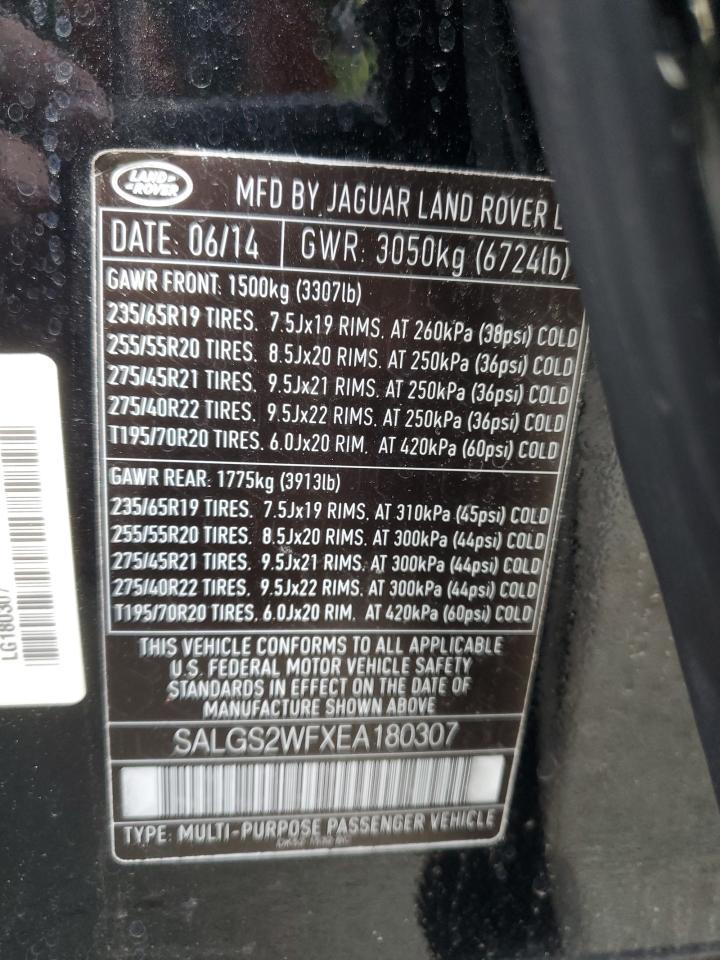 LAND
ROVER
MFD BY JAGUAR LAND ROVER
DATE: 06/14 GWR: 3050kg (6724lb)
GAWR FRONT: 1500kg (3307lb)
235/65R19 TIRES, 7.5Jx19 RIMS, AT 260kPa (38psi) COLD
255/55R20 TIRES, 8.5Jx20 RIMS, AT 250kPa (36psi) COLD
275/45R21 TIRES, 9.5Jx21 RIMS, AT 250kPa (36psi) COLD
275/40R22 TIRES, 9.5Jx22 RIMS, AT 250kPa (36psi) COLD
T195/70R20 TIRES, 6.0Jx20 RIM, AT 420kPa (60psi) COLD
GAWR REAR: 1775kg (3913lb)
235/65R19 TIRES, 7.5Jx19 RIMS, AT 310kPa (45psi) COLD
255/55R20 TIRES, 8.5Jx20 RIMS, AT 300kPa (44psi) COLD
275/45R21 TIRES, 9.5Jx21 RIMS, AT 300kPa (44psi) COLD
275/40R22 TIRES, 9.5Jx22 RIMS, AT 300kPa (44psi) COLD
T195/70R20 TIRES, 6.0Jx20 RIM, AT 420kPa (60psi) COLD
THIS VEHICLE CONFORMS TO ALL APPLICABLE
U.S. FEDERAL MOTOR VEHICLE SAFETY
STANDARDS IN EFFECT ON THE DATE OF
MANUFACTURE SHOWN ABOVE
SALGS2WFXEA180307
TYPE: MULTI-PURPOSE PASSENGER VEHICLE
LG180307